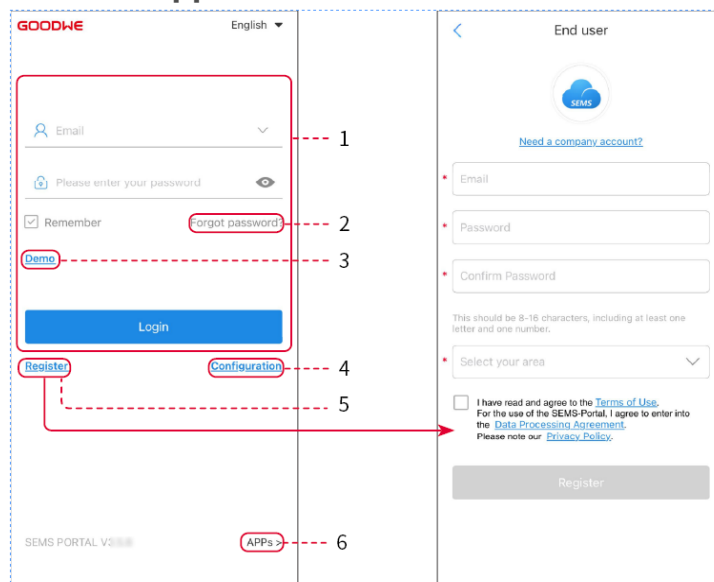 GOODWE
English
Email
1
Please enter your password
Remember
Forgot password?
2
Demo
3
Login
Register
Configuration
4
5
SEMS PORTAL
APPs >
6
End user
SEMS
Need a company account?
* Email
* Password
* Confirm Password
This should be 8-16 characters, including at least one
letter and one number.
* Select your area
I have read and agree to the Terms of Use.
For the use of the SEMS-Portal, I agree to enter into
the Data Processing Agreement.
Please note our Privacy Policy.
Register